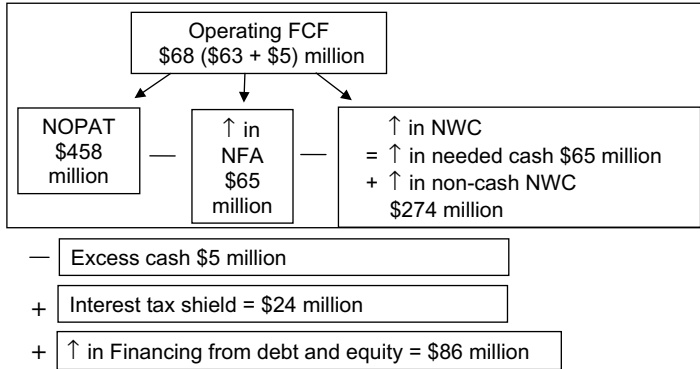 Operating FCF
$68 ($63 + $5) million
NOPAT
$458
million
—
↑ in
NFA
$65
million
—
↑ in NWC
= ↑ in needed cash $65 million
+ ↑ in non-cash NWC
$274 million
— Excess cash $5 million
+ Interest tax shield = $24 million
+ ↑ in Financing from debt and equity = $86 million